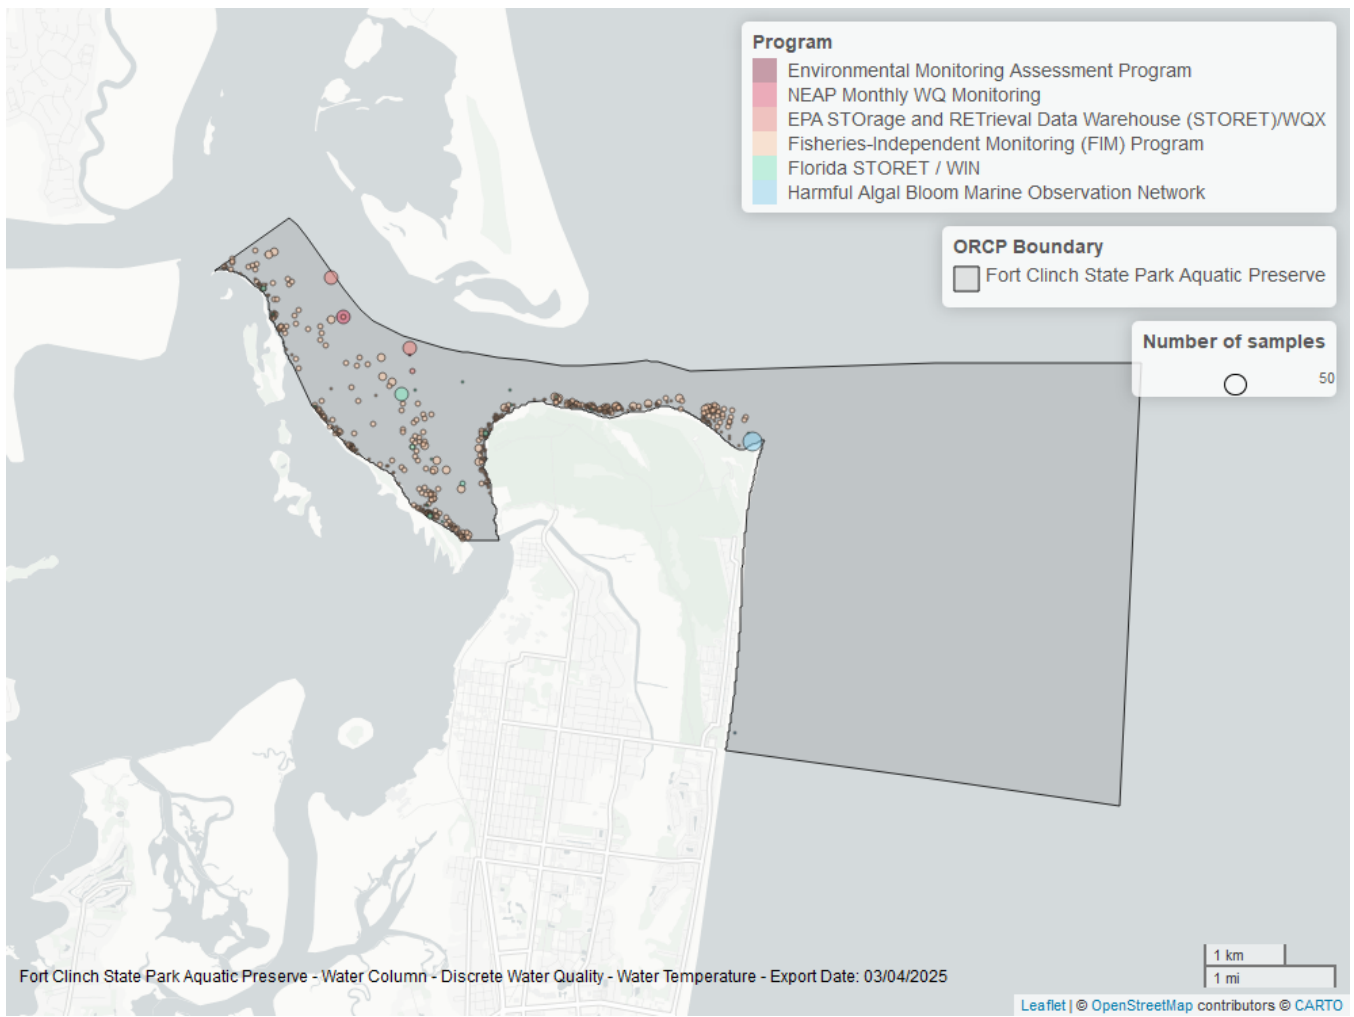 Program
Environmental Monitoring Assessment Program
NEAP Monthly WQ Monitoring
EPA STOrage and RETrieval Data Warehouse (STORET)/WQX
Fisheries-Independent Monitoring (FIM) Program
Florida STORET / WIN
Harmful Algal Bloom Marine Observation Network
ORCP Boundary
Fort Clinch State Park Aquatic Preserve
Number of samples
50
1 km
1 mi
Fort Clinch State Park Aquatic Preserve - Water Column - Discrete Water Quality - Water Temperature - Export Date: 03/04/2025
Leaflet | © OpenStreetMap contributors © CARTO